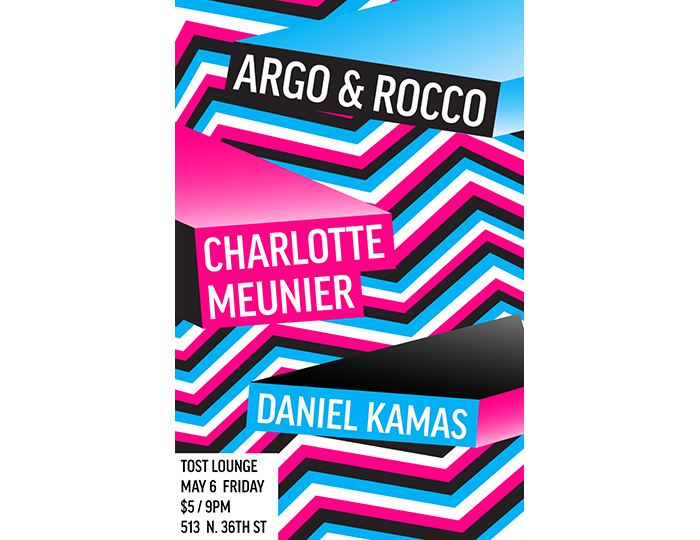 ARGO & ROCCO
CHARLOTTE
MEUNIER
DANIEL KAMAS
TOST LOUNGE
MAY 6 FRIDAY
$5 / 9PM
513 N. 36TH ST